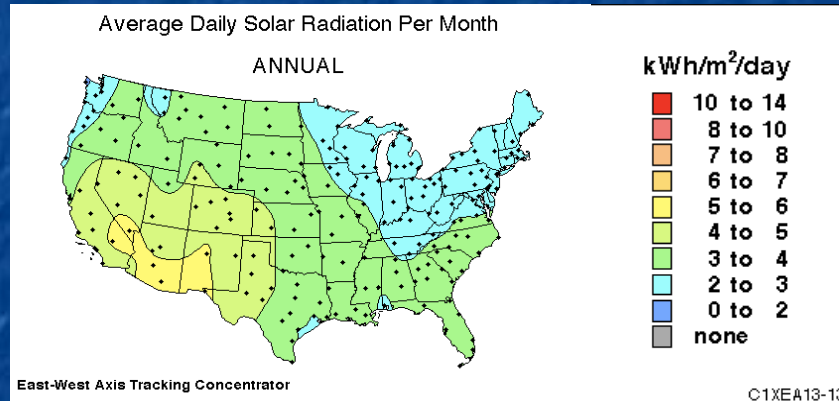 Average Daily Solar Radiation Per Month
ANNUAL
kWh/m²/day
10 to 14
8 to 10
7 to 8
6 to 7
5 to 6
4 to 5
3 to 4
2 to 3
0 to 2
none
East-West Axis Tracking Concentrator
C1XEA13-13